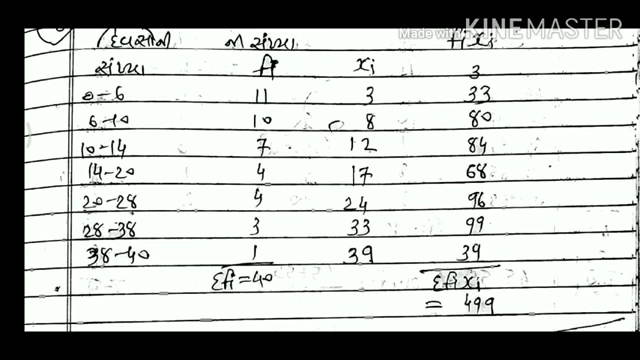 Made with KINEMASTER
દિવસોની ની સંખ્યા fixi
સંખ્યા fi xi 3
0-6 11 3 33
6-10 10 8 80
10-14 7 12 84
14-20 4 17 68
20-28 4 24 96
28-38 3 33 99
38-40 1 39 39
Σfi=40 Σfixi
= 499